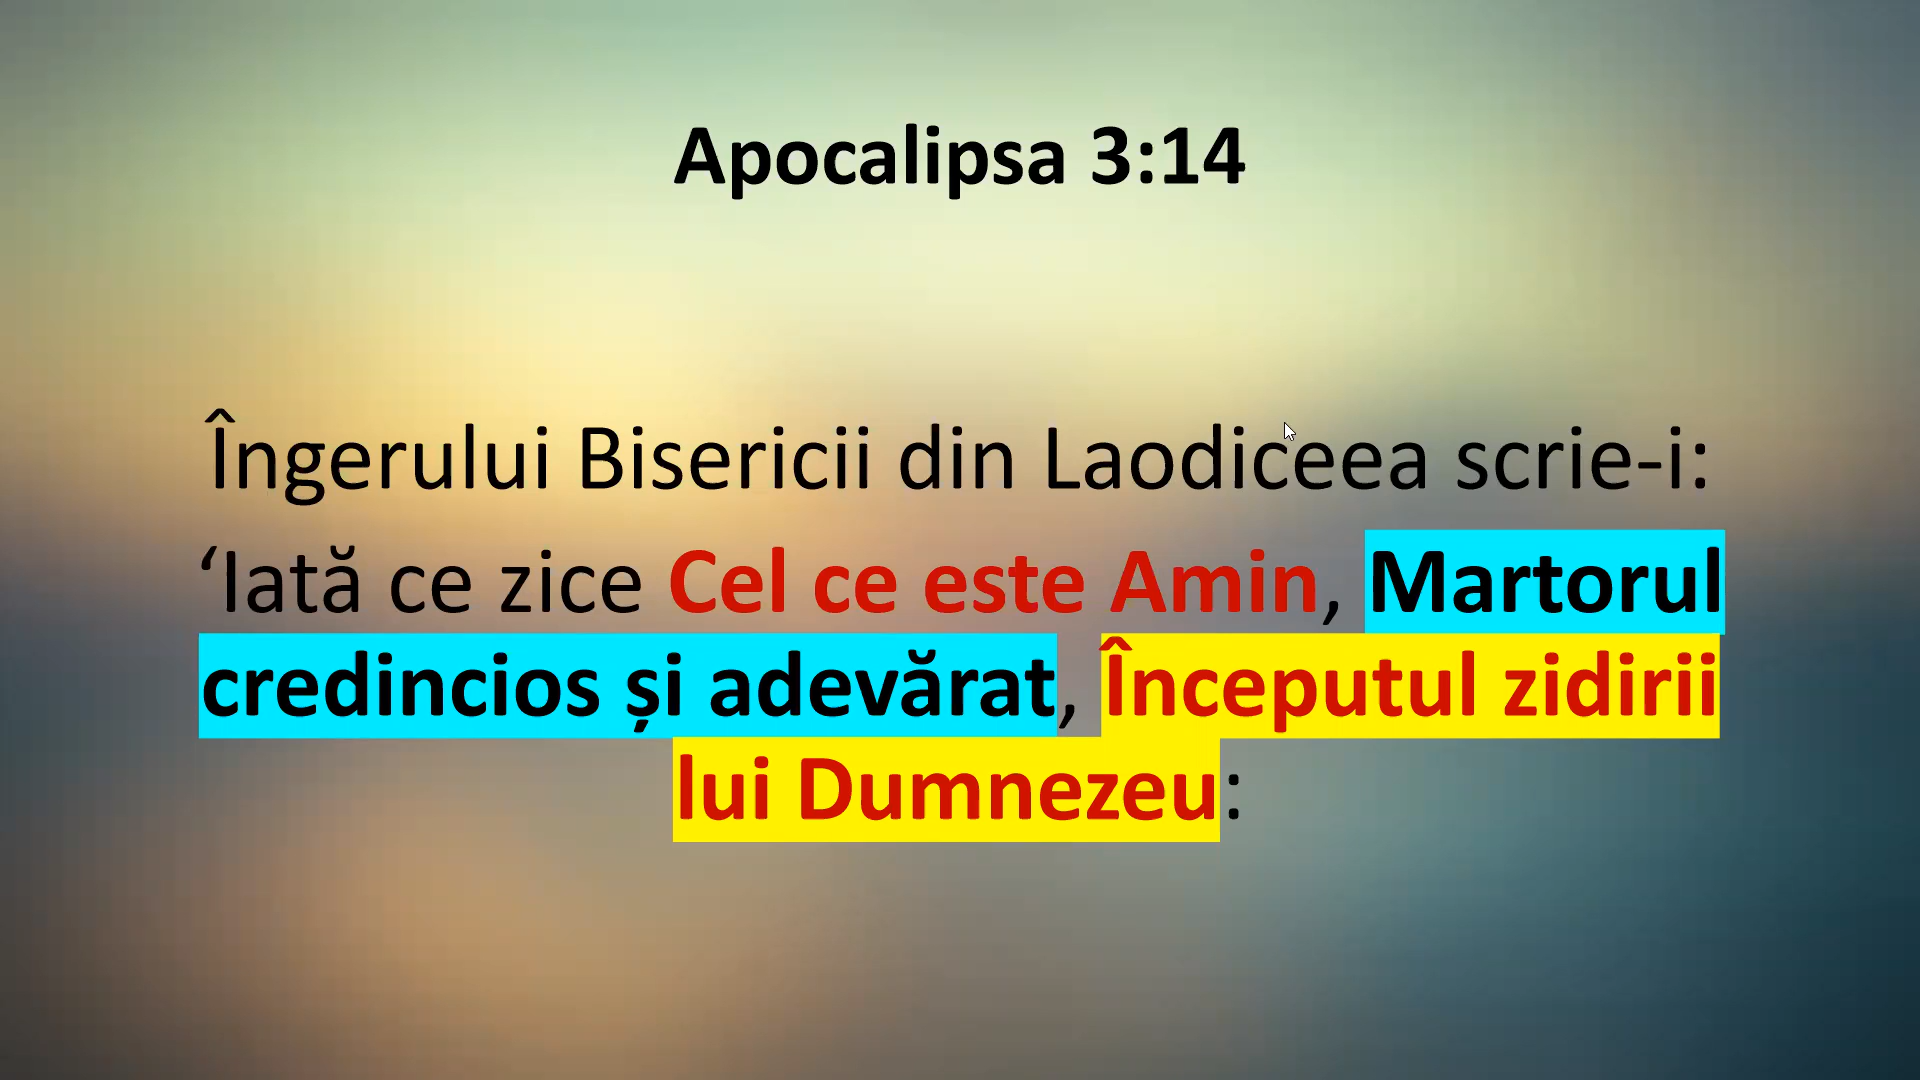 Apocalipsa 3:14
Îngerului Bisericii din Laodiceea scrie-i:
‘Iată ce zice Cel ce este Amin, Martorul
credincios și adevărat, Începutul zidirii
lui Dumnezeu: